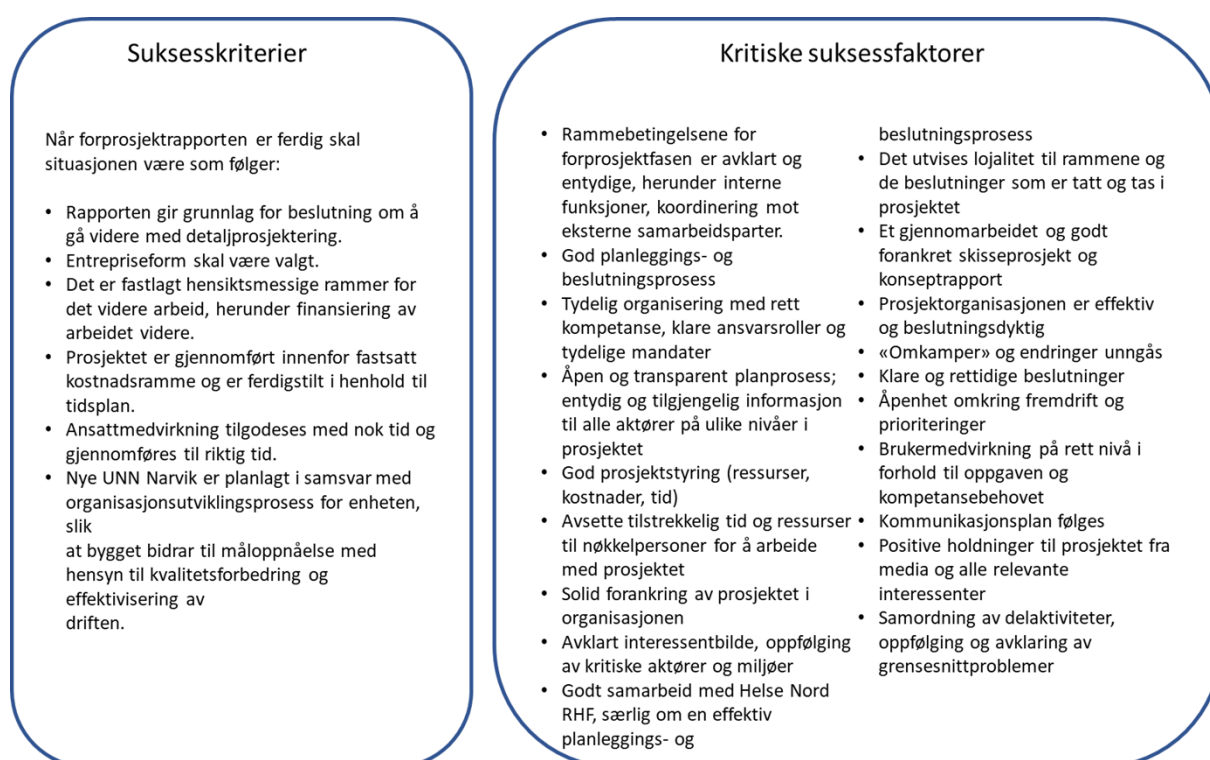 Suksesskriterier
Når forprosjektrapporten er ferdig skal
situasjonen være som følger:
• Rapporten gir grunnlag for beslutning om å
gå videre med detaljprosjektering.
• Entrepriseform skal være valgt.
• Det er fastlagt hensiktsmessige rammer for
det videre arbeid, herunder finansiering av
arbeidet videre.
• Prosjektet er gjennomført innenfor fastsatt
kostnadsramme og er ferdigstilt i henhold til
tidsplan.
• Ansattmedvirkning tilgodeses med nok tid og
gjennomføres til riktig tid.
• Nye UNN Narvik er planlagt i samsvar med
organisasjonsutviklingsprosess for enheten,
slik
at bygget bidrar til måloppnåelse med
hensyn til kvalitetsforbedring og
effektivisering av
driften.
Kritiske suksessfaktorer
• Rammebetingelsene for
forprosjektfasen er avklart og
entydige, herunder interne
funksjoner, koordinering mot
eksterne samarbeidsparter.
• God planleggings- og
beslutningsprosess
• Tydelig organisering med rett
kompetanse, klare ansvarsroller og
tydelige mandater
• Åpen og transparent planprosess;
entydig og tilgjengelig informasjon
til alle aktører på ulike nivåer i
prosjektet
• God prosjektstyring (ressurser,
kostnader, tid)
• Avsette tilstrekkelig tid og ressurser
til nøkkelpersoner for å arbeide
med prosjektet
• Solid forankring av prosjektet i
organisasjonen
• Avklart interessentbilde, oppfølging
av kritiske aktører og miljøer
• Godt samarbeid med Helse Nord
RHF, særlig om en effektiv
planleggings- og
beslutningsprosess
• Det utvises lojalitet til rammene og
de beslutninger som er tatt og tas i
prosjektet
• Et gjennomarbeidet og godt
forankret skisseprosjekt og
konseptrapport
• Prosjektorganisasjonen er effektiv
og beslutningsdyktig
• «Omkamper» og endringer unngås
• Klare og rettidige beslutninger
• Åpenhet omkring fremdrift og
prioriteringer
• Brukermedvirkning på rett nivå i
forhold til oppgaven og
kompetansebehovet
• Kommunikasjonsplan følges
• Positive holdninger til prosjektet fra
media og alle relevante
interessenter
• Samordning av delaktiviteter,
oppfølging og avklaring av
grensesnittproblemer